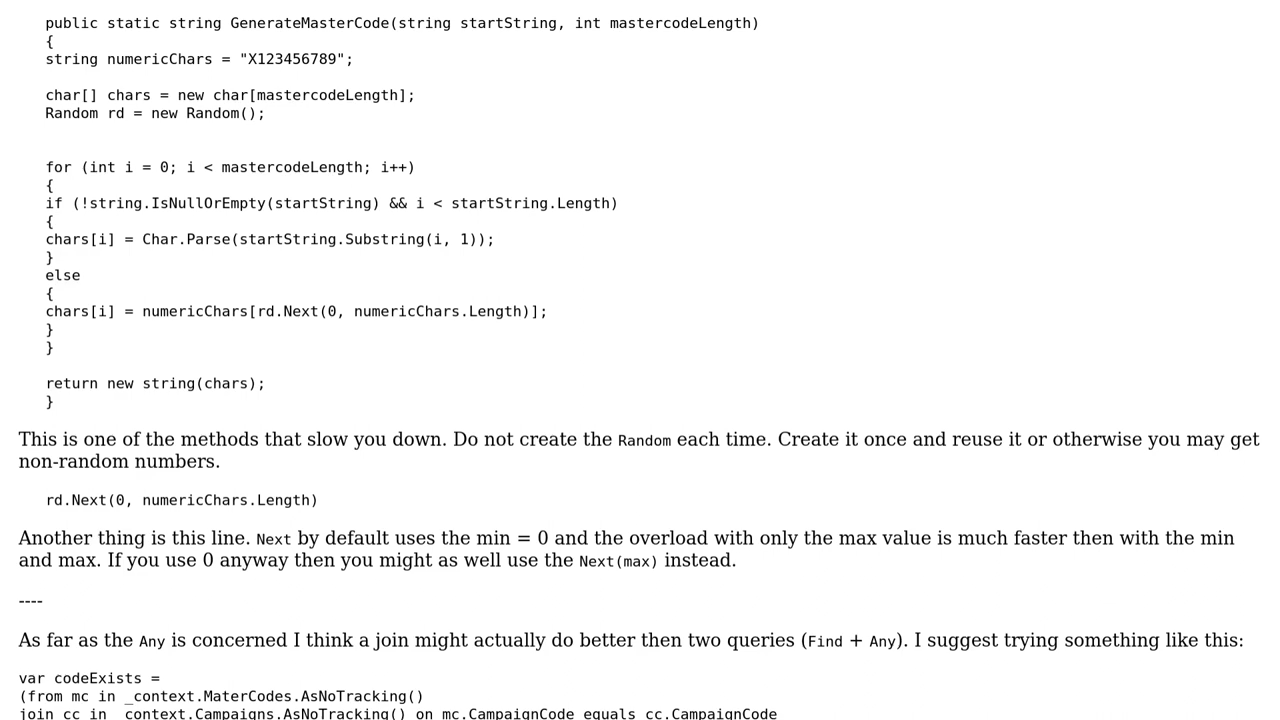 public static string GenerateMasterCode(string startString, int mastercodeLength)
{
string numericChars = "X123456789";
char[] chars = new char[mastercodeLength];
Random rd = new Random();
for (int i = 0; i < mastercodeLength; i++)
{
if (!string.IsNullOrEmpty(startString) && i < startString.Length)
{
chars[i] = Char.Parse(startString.Substring(i, 1));
}
else
{
chars[i] = numericChars[rd.Next(0, numericChars.Length)];
}
}
return new string(chars);
}
This is one of the methods that slow you down. Do not create the Random each time. Create it once and reuse it or otherwise you may get
non-random numbers.
rd.Next(0, numericChars.Length)
Another thing is this line. Next by default uses the min = 0 and the overload with only the max value is much faster then with the min
and max. If you use 0 anyway then you might as well use the Next(max) instead.
----
As far as the Any is concerned I think a join might actually do better then two queries (Find + Any). I suggest trying something like this:
var codeExists =
(from mc in _context.MaterCodes.AsNoTracking()
join cc in _context.Campaigns.AsNoTracking() on mc.CampaignCode equals cc.CampaignCode